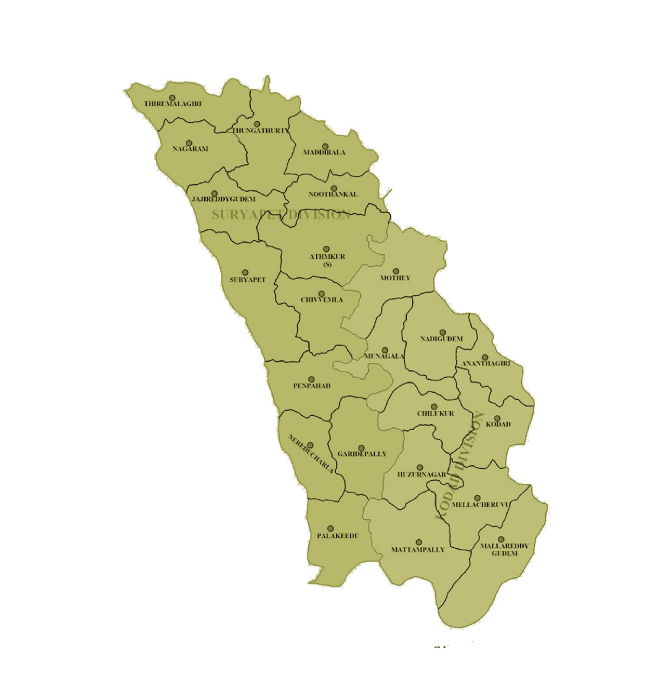 THIRUMALAGIRI
THUNGATHURTY
NAGARAM
MADDIRALA
JAJIREDDYGUDEM
NOOTHANKAL
SURYAPET DIVISION
ATHMKUR
(S)
SURYAPET
MOTHEY
CHIVVEMLA
NADIGUDEM
MUNAGALA
ANANTHAGIRI
PENPAHAD
CHILUKUR
KODAD
NEREDUCHARLA
GARIDEPALLY
KODAD DIVISION
HUZURNAGAR
MELLACHERUVU
PALAKEEDU
MATTAMPALLY
MALLAREDDY
GUDEM